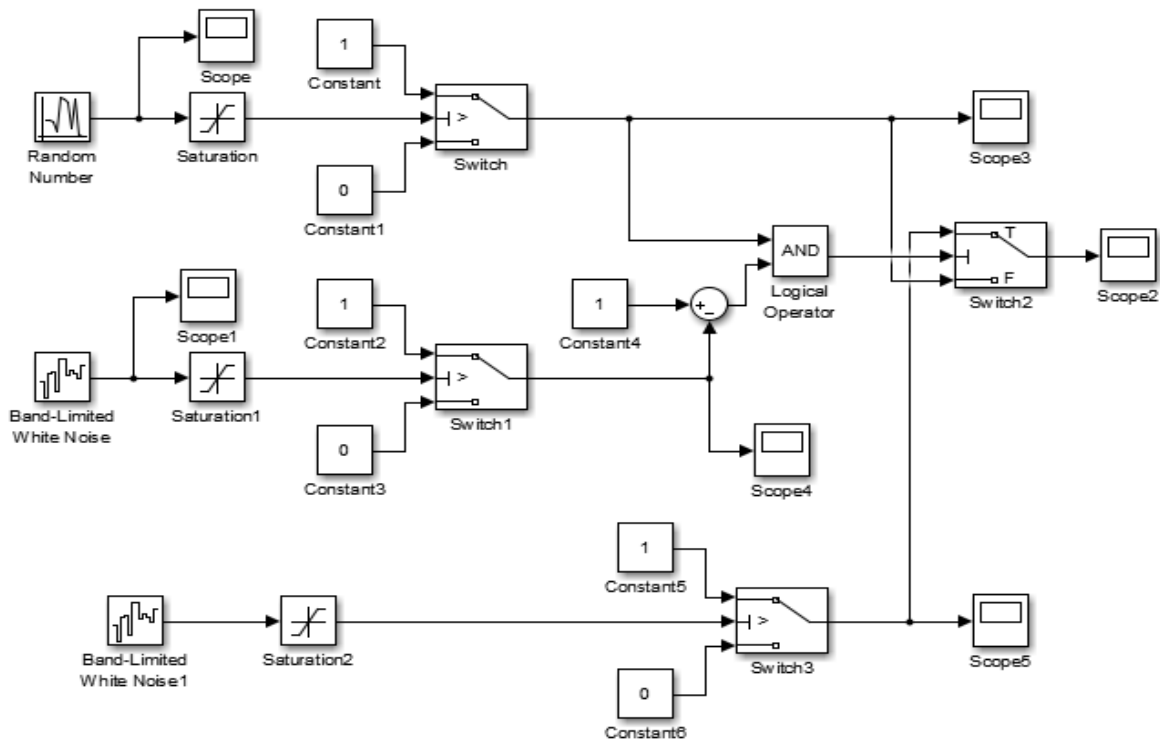 Scope
1
Constant
>
Switch
Random
Number
Saturation
0
Constant1
Scope3
T
F
Switch2
Scope2
AND
Logical
Operator
Scope1
1
Constant2
1
Constant4
+
−
Band-Limited
White Noise
Saturation1
>
Switch1
0
Constant3
Scope4
1
Constant5
Band-Limited
White Noise1
Saturation2
>
Switch3
Scope5
0
Constant6